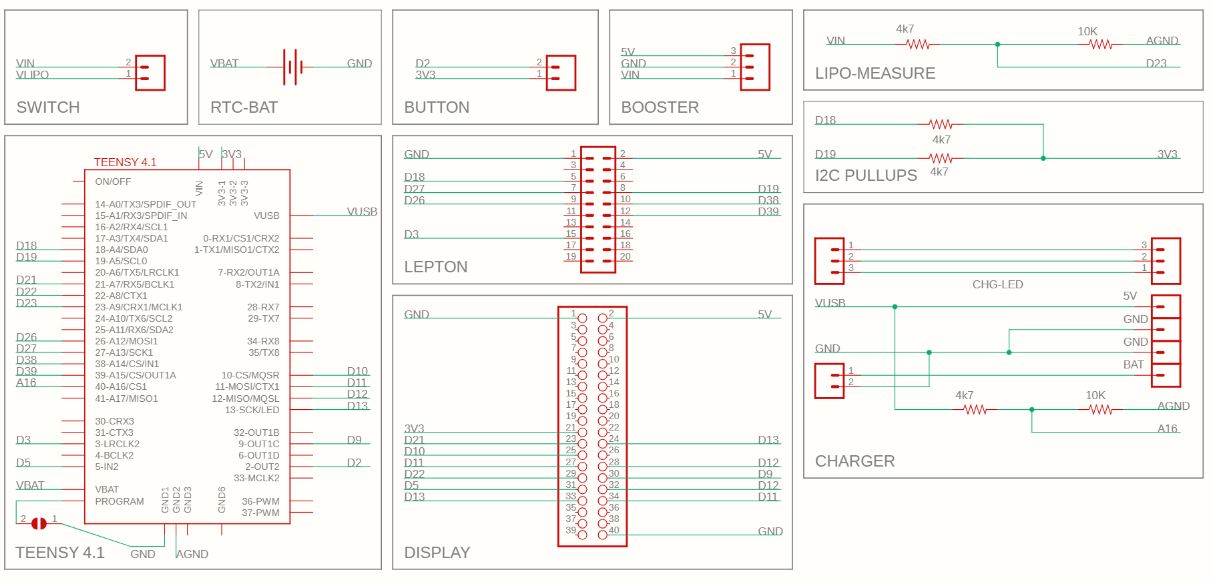 VIN 2
VLIPO 1
SWITCH
VBAT GND
RTC-BAT
D2 2
3V3 1
BUTTON
5V 3
GND 2
VIN 1
BOOSTER
4k7 10K
VIN AGND
D23
LIPO-MEASURE
D18
4k7
D19 3V3
4k7
I2C PULLUPS
5V 3V3
TEENSY 4.1
VIN 3V3-1 3V3-2 3V3-3
ON/OFF
14-A0/TX3/SPDIF_OUT
15-A1/RX3/SPDIF_IN VUSB VUSB
16-A2/RX4/SCL1
17-A3/TX4/SDA1 0-RX1/CS1/CRX2
D18 18-A4/SDA0 1-TX1/MISO1/CTX2
D19 19-A5/SCL0
20-A6/TX5/LRCLK1 7-RX2/OUT1A
D21 21-A7/RX5/BCLK1 8-TX2/IN1
D22 22-A8/CTX1
D23 23-A9/CRX1/MCLK1 28-RX7
24-A10/TX6/SCL2 29-TX7
25-A11/RX6/SDA2
D26 26-A12/MOSI1 34-RX8
D27 27-A13/SCK1 35/TX8
D38 38-A14/CS/IN1
D39 39-A15/CS/OUT1A 10-CS/MQSR D10
A16 40-A16/CS1 11-MOSI/CTX1 D11
41-A17/MISO1 12-MISO/MQSL D12
13-SCK/LED D13
30-CRX3
31-CTX3 32-OUT1B
D3 3-LRCLK2 9-OUT1C D9
4-BCLK2 6-OUT1D
D5 5-IN2 2-OUT2 D2
33-MCLK2
VBAT VBAT
PROGRAM 36-PWM
GND1 GND2 GND3 GND6
37-PWM
2 1
TEENSY 4.1 GND AGND
GND 1 2 5V
3 4
D18 5 6
D27 7 8 D19
D26 9 10 D38
11 12 D39
13 14
D3 15 16
17 18
19 20
LEPTON
GND 1 2 5V
3 4
5 6
7 8
9 10
11 12
13 14
15 16
17 18
19 20
3V3 21 22
D21 23 24 D13
D10 25 26
D11 27 28 D12
D22 29 30 D9
D5 31 32 D12
D13 33 34 D11
35 36
37 38
39 40 GND
DISPLAY
1 3
2 2
3 1
CHG-LED
VUSB 5V
GND
GND GND
1 BAT
2
4k7 10K
AGND
A16
CHARGER